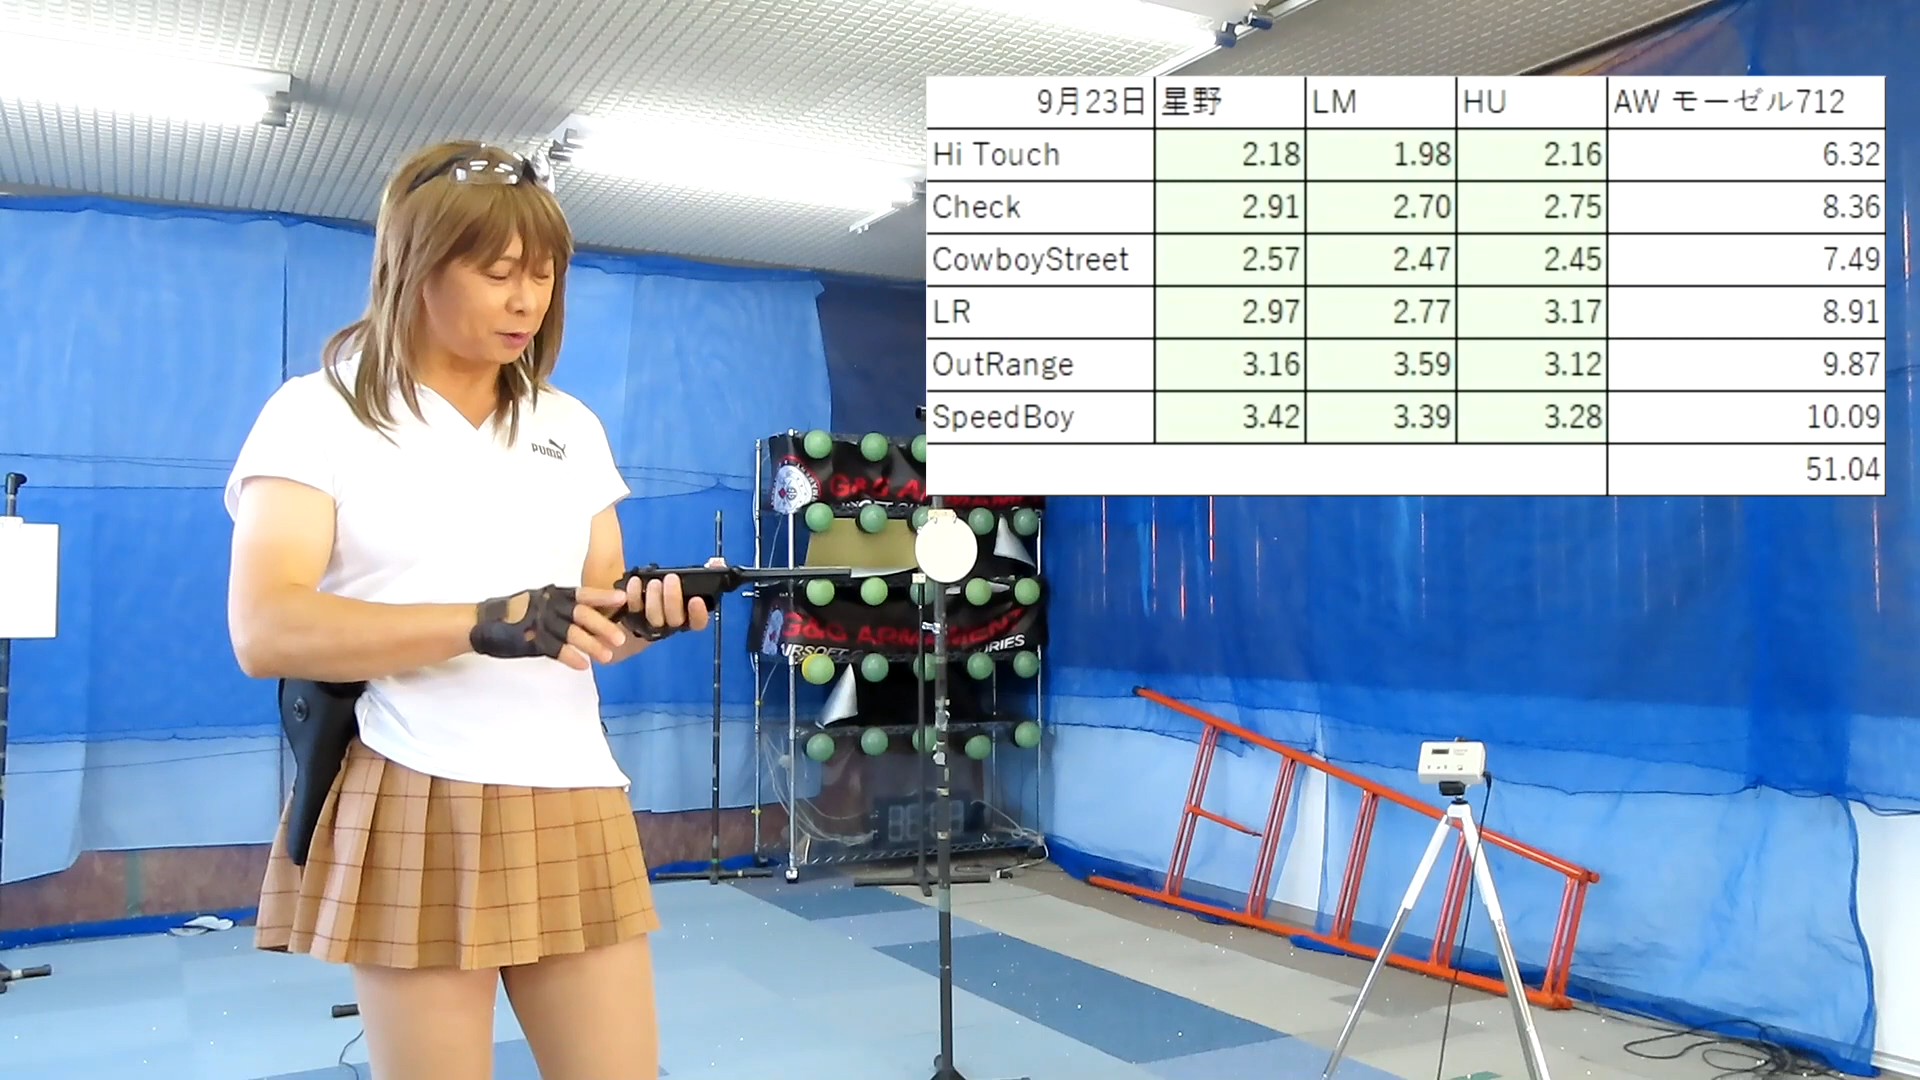 9月23日 星野 LM HU AW モーゼル712
Hi Touch 2.18 1.98 2.16 6.32
Check 2.91 2.70 2.75 8.36
CowboyStreet 2.57 2.47 2.45 7.49
LR 2.97 2.77 3.17 8.91
OutRange 3.16 3.59 3.12 9.87
SpeedBoy 3.42 3.39 3.28 10.09
51.04
PUMA
G&G
G&G ARMAMENT
AIRSOFT